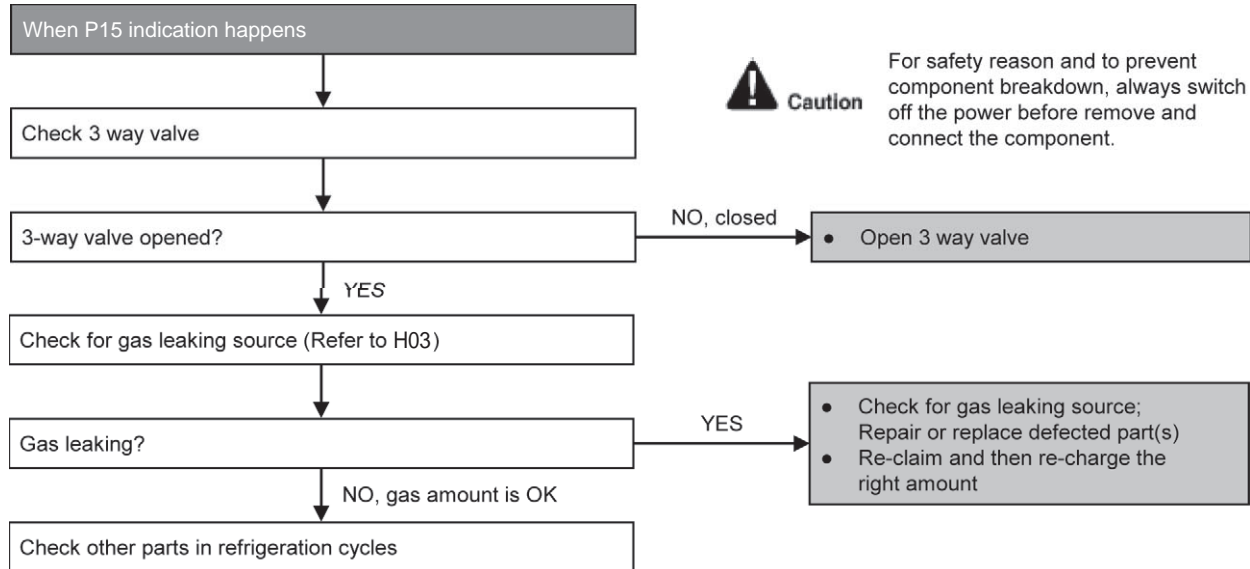 When P15 indication happens
Caution
For safety reason and to prevent
component breakdown, always switch
off the power before remove and
connect the component.
Check 3 way valve
3-way valve opened?
NO, closed
● Open 3 way valve
YES
Check for gas leaking source (Refer to H03)
Gas leaking?
YES
● Check for gas leaking source;
Repair or replace defected part(s)
● Re-claim and then re-charge the
right amount
NO, gas amount is OK
Check other parts in refrigeration cycles